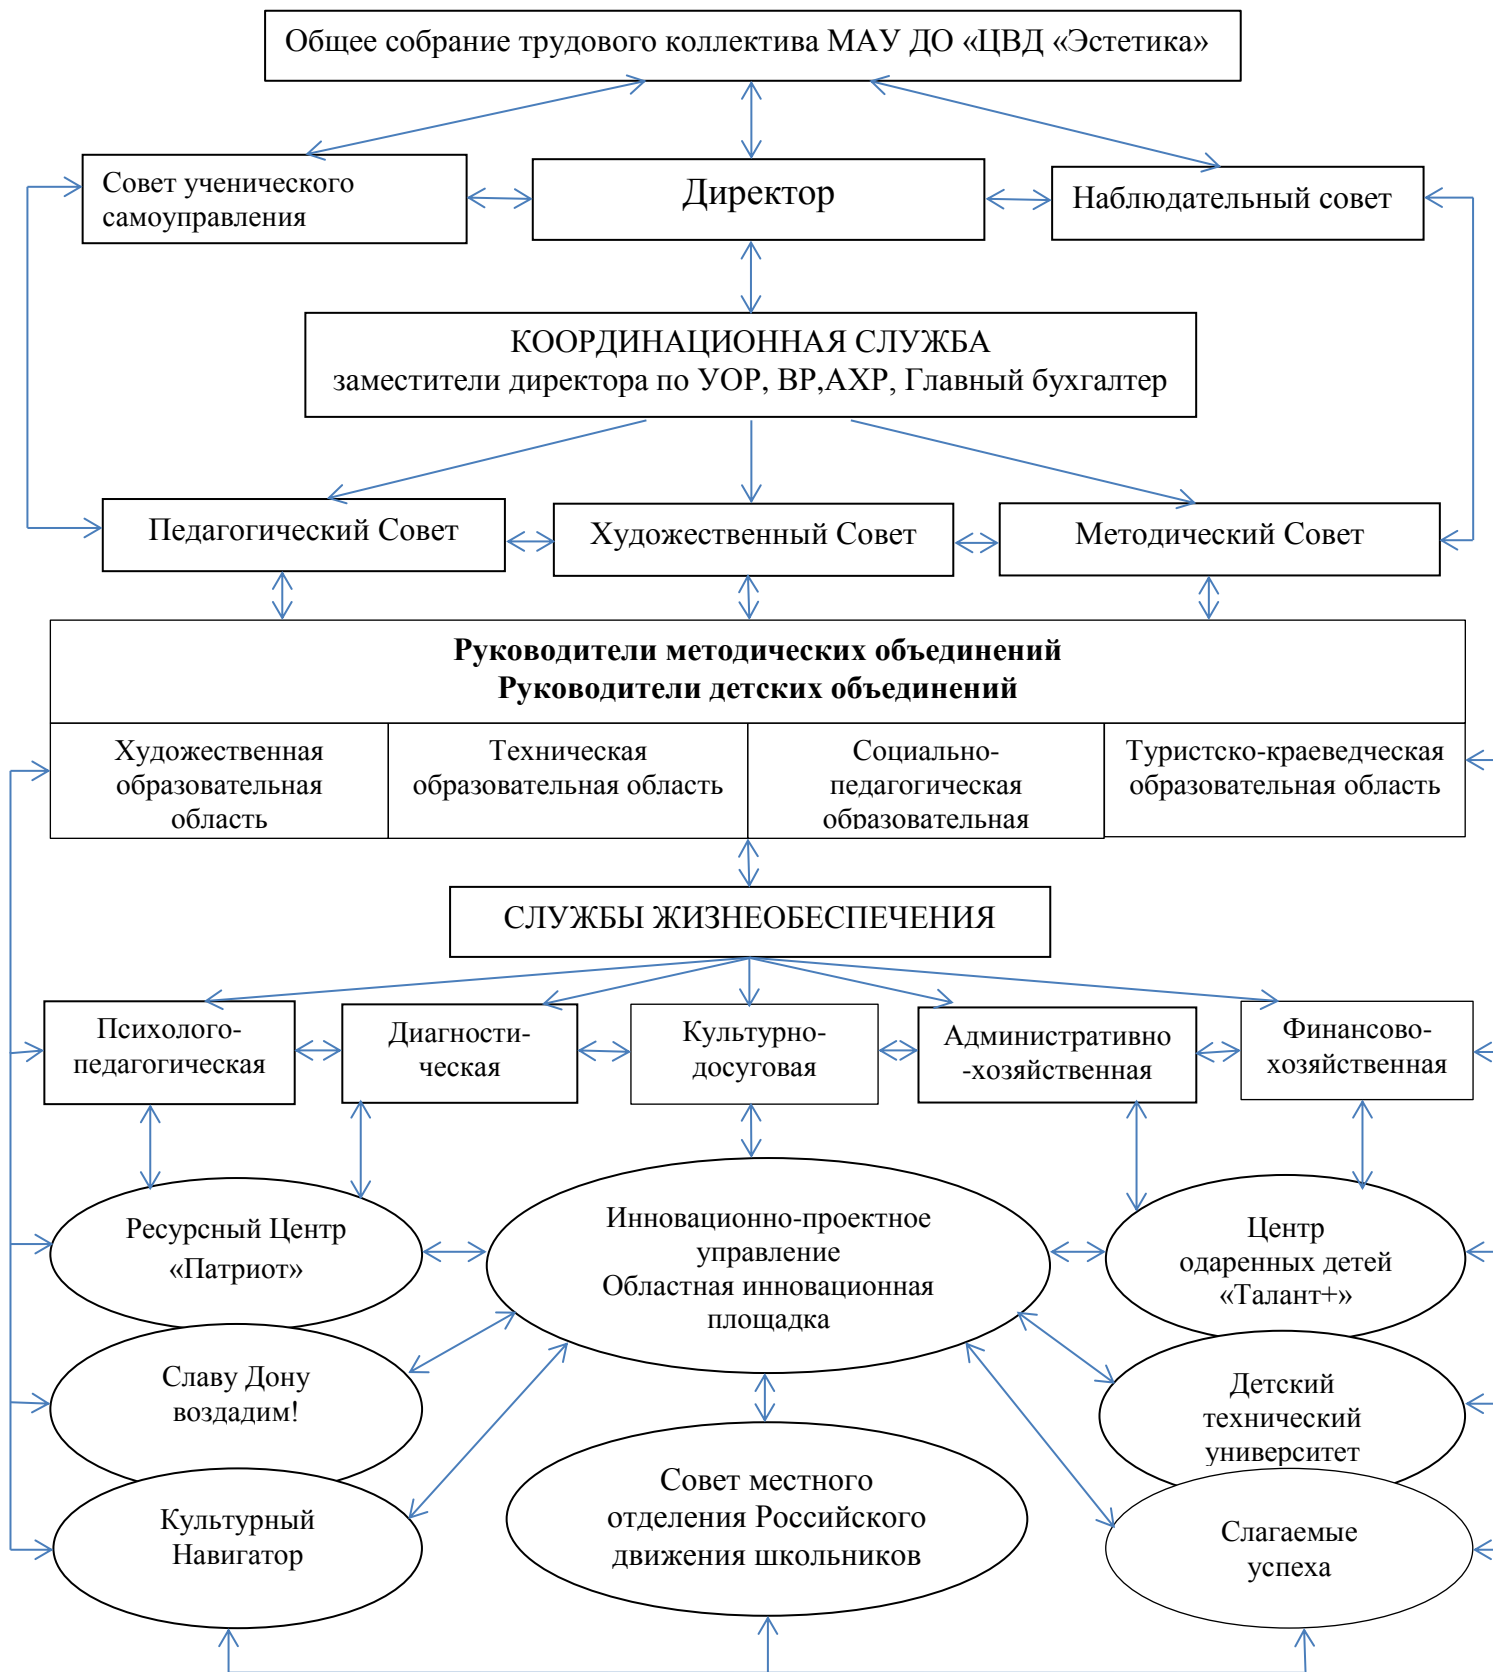 Общее собрание трудового коллектива МАУ ДО «ЦВД «Эстетика»
Совет ученического
самоуправления
Директор
Наблюдательный совет
КООРДИНАЦИОННАЯ СЛУЖБА
заместители директора по УОР, ВР,АХР, Главный бухгалтер
Педагогический Совет
Художественный Совет
Методический Совет
Руководители методических объединений
Руководители детских объединений
Художественная
образовательная
область
Техническая
образовательная область
Социально-
педагогическая
образовательная
Туристско-краеведческая
образовательная область
СЛУЖБЫ ЖИЗНЕОБЕСПЕЧЕНИЯ
Психолого-
педагогическая
Диагности-
ческая
Культурно-
досуговая
Административно
-хозяйственная
Финансово-
хозяйственная
Ресурсный Центр
«Патриот»
Инновационно-проектное
управление
Областная инновационная
площадка
Центр
одаренных детей
«Талант+»
Славу Дону
воздадим!
Детский
технический
университет
Культурный
Навигатор
Совет местного
отделения Российского
движения школьников
Слагаемые
успеха